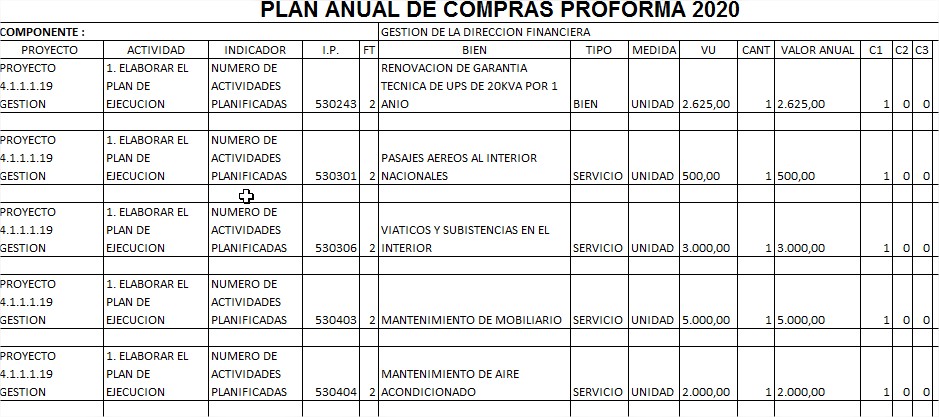 PLAN ANUAL DE COMPRAS PROFORMA 2020
COMPONENTE : GESTION DE LA DIRECCION FINANCIERA
PROYECTO ACTIVIDAD INDICADOR I.P. FT BIEN TIPO MEDIDA VU CANT VALOR ANUAL C1 C2 C3
PROYECTO 1. ELABORAR EL NUMERO DE RENOVACION DE GARANTIA
4.1.1.1.19 PLAN DE ACTIVIDADES TECNICA DE UPS DE 20KVA POR 1
GESTION EJECUCION PLANIFICADAS 530243 2 ANIO BIEN UNIDAD 2.625,00 1 2.625,00 1 0 0
PROYECTO 1. ELABORAR EL NUMERO DE
4.1.1.1.19 PLAN DE ACTIVIDADES PASAJES AEREOS AL INTERIOR
GESTION EJECUCION PLANIFICADAS 530301 2 NACIONALES SERVICIO UNIDAD 500,00 1 500,00 1 0 0
PROYECTO 1. ELABORAR EL NUMERO DE
4.1.1.1.19 PLAN DE ACTIVIDADES VIATICOS Y SUBISTENCIAS EN EL
GESTION EJECUCION PLANIFICADAS 530306 2 INTERIOR SERVICIO UNIDAD 3.000,00 1 3.000,00 1 0 0
PROYECTO 1. ELABORAR EL NUMERO DE
4.1.1.1.19 PLAN DE ACTIVIDADES
GESTION EJECUCION PLANIFICADAS 530403 2 MANTENIMIENTO DE MOBILIARIO SERVICIO UNIDAD 5.000,00 1 5.000,00 1 0 0
PROYECTO 1. ELABORAR EL NUMERO DE
4.1.1.1.19 PLAN DE ACTIVIDADES MANTENIMIENTO DE AIRE
GESTION EJECUCION PLANIFICADAS 530404 2 ACONDICIONADO SERVICIO UNIDAD 2.000,00 1 2.000,00 1 0 0